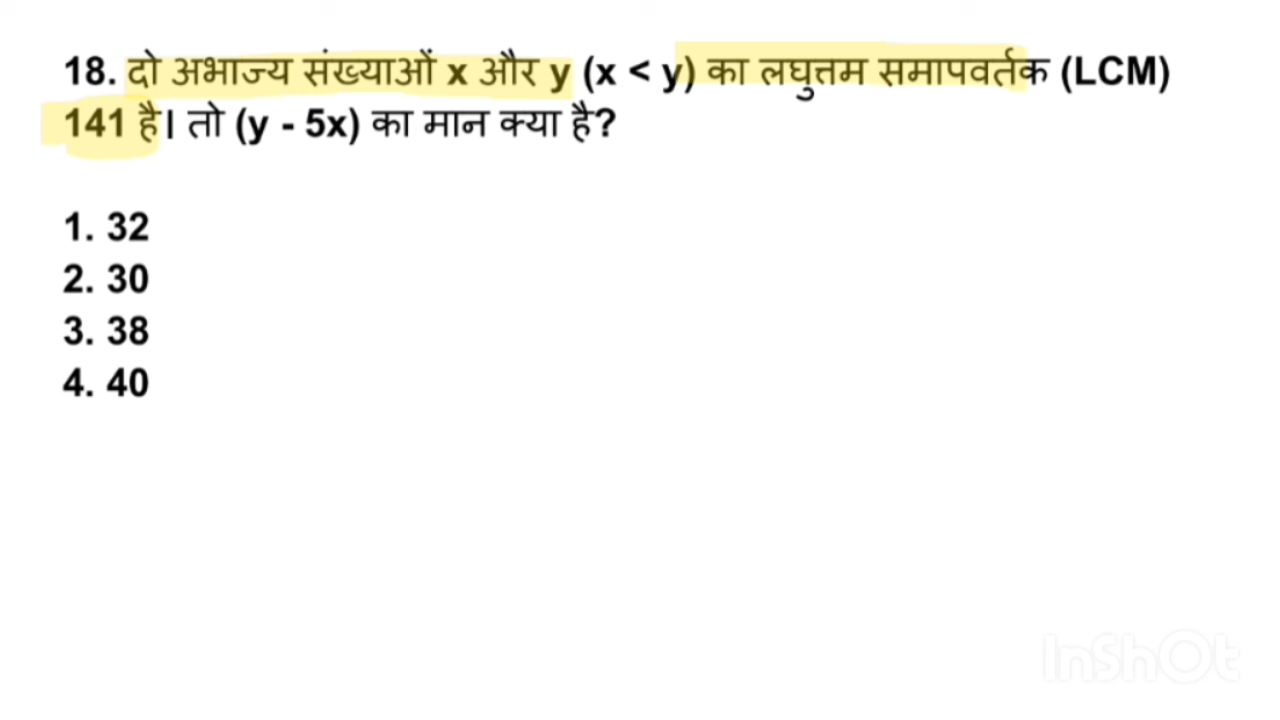 18. दो अभाज्य संख्याओं x और y (x < y) का लघुत्तम समापवर्तक (LCM)
141 है। तो (y - 5x) का मान क्या है?
1. 32
2. 30
3. 38
4. 40
InShOt